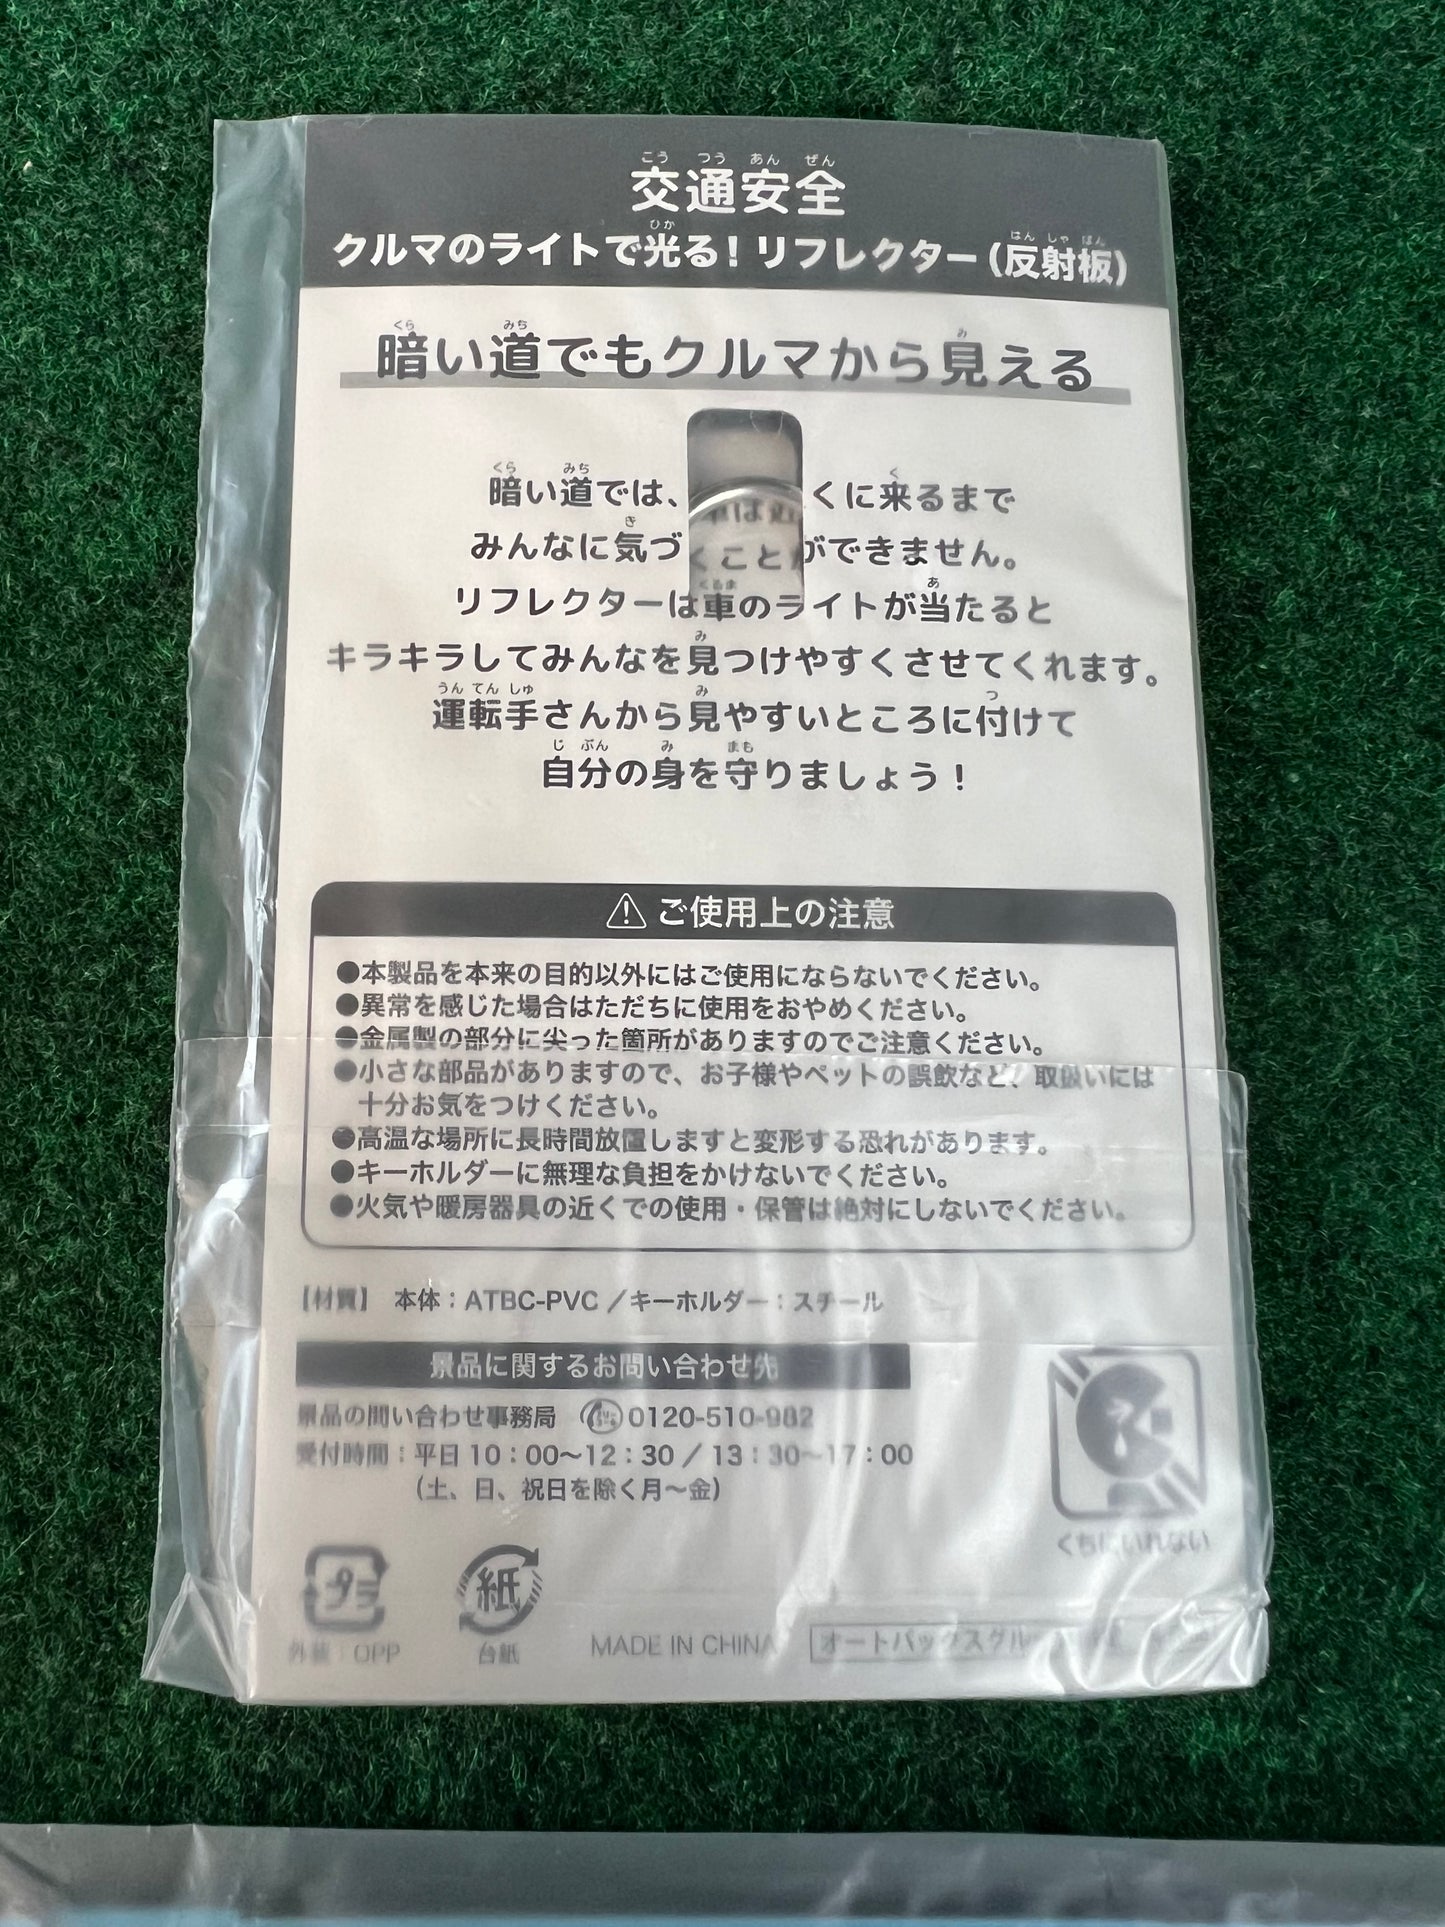 こう つう あん ぜん
交通安全
ひか はん しゃ ばん
クルマのライトで光る！リフレクター（反射板）
くら みち み
暗い道でもクルマから見える
くら みち く
暗い道では、車は近くに来るまで
き
みんなに気づくことができません。
くるま あ
リフレクターは車のライトが当たると
み
キラキラしてみんなを見つけやすくさせてくれます。
うん てん しゅ み つ
運転手さんから見やすいところに付けて
じ ぶん み まも
自分の身を守りましょう！
⚠ご使用上の注意
●本製品を本来の目的以外にはご使用にならないでください。
●異常を感じた場合はただちに使用をおやめください。
●金属製の部分に尖った箇所がありますのでご注意ください。
●小さな部品がありますので、お子様やペットの誤飲など、取扱いには
十分お気をつけください。
●高温な場所に長時間放置しますと変形する恐れがあります。
●キーホルダーに無理な負担をかけないでください。
●火気や暖房器具の近くでの使用・保管は絶対にしないでください。
【材質】 本体：ATBC-PVC／キーホルダー：スチール
景品に関するお問い合わせ先
景品の問い合わせ事務局 0120-510-982
受付時間：平日 10：00～12：30／13：30～17：00
（土、日、祝日を除く月～金）
くちにいれない
プラ
外装：OPP
紙
台紙
MADE IN CHINA
オートバックスグル